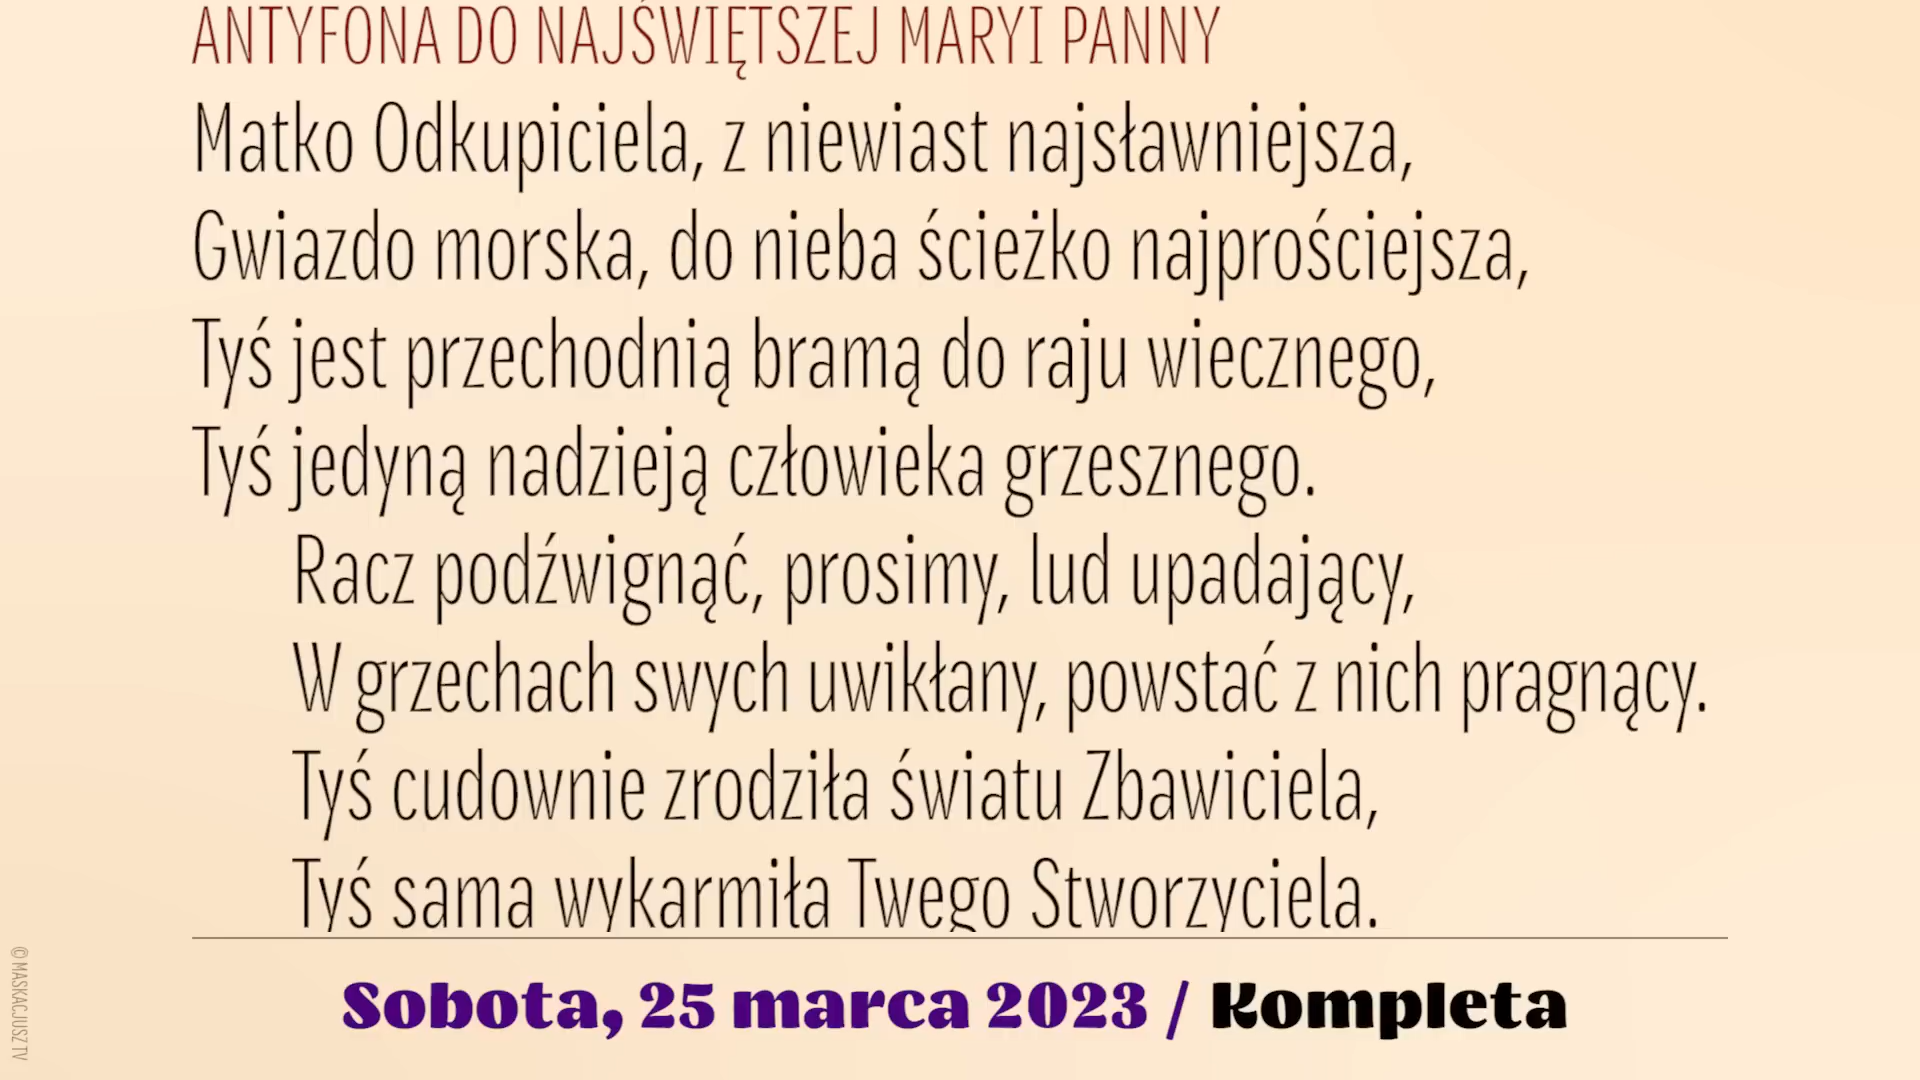 ANTYFONA DO NAJŚWIĘTSZEJ MARYI PANNY
Matko Odkupiciela, z niewiast najsławniejsza,
Gwiazdo morska, do nieba ścieżko najprościejsza,
Tyś jest przechodnią bramą do raju wiecznego,
Tyś jedyną nadzieją człowieka grzesznego.
Racz podźwignąć, prosimy, lud upadający,
W grzechach swych uwikłany, powstać z nich pragnący.
Tyś cudownie zrodziła światu Zbawiciela,
Tyś sama wykarmiła Twego Stworzyciela.
Sobota, 25 marca 2023 / Kompleta
© MASKACJUSZ TV